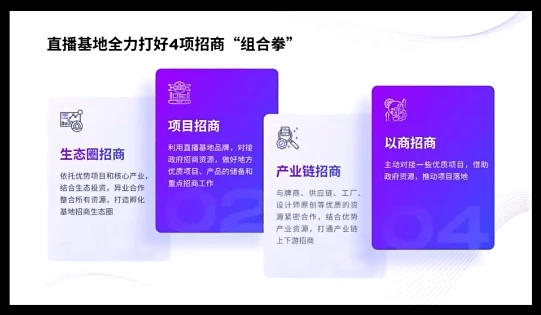 直播基地全力打好4项招商“组合拳”
生态圈招商
依托优势项目和核心产业,
结合生态投资，异业合作
整合所有资源，打造孵化
基地招商生态圈
项目招商
利用直播基地品牌，对接
政府招商资源，做好地方
优质项目、产品的储备和
重点招商工作
02
产业链招商
与牌商、供应链、工厂、
设计师原创等优质的资
源紧密合作，结合优势
产业资源，打通产业链
上下游招商
以商招商
主动对接一些优质项目，借助
政府资源，推动项目落地
04